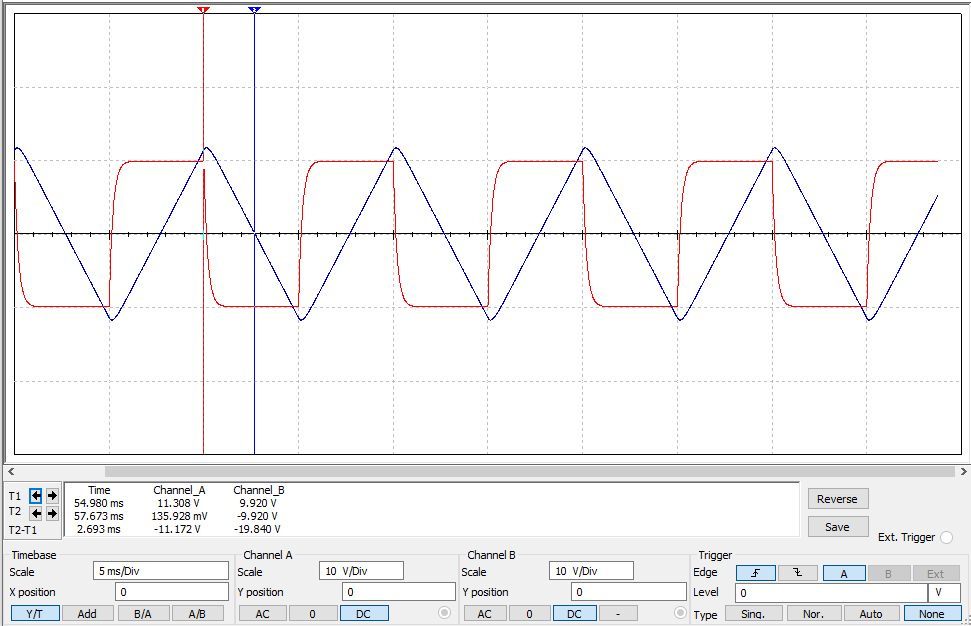 1 2
T1
T2
T2-T1
Time Channel_A Channel_B
54.980 ms 11.308 V 9.920 V
57.673 ms 135.928 mV -9.920 V
2.693 ms -11.172 V -19.840 V
Reverse
Save
Ext. Trigger
Timebase
Scale 5 ms/Div
X position 0
Y/T Add B/A A/B
Channel A
Scale 10 V/Div
Y position 0
AC 0 DC
Channel B
Scale 10 V/Div
Y position 0
AC 0 DC -
Trigger
Edge A B Ext
Level 0 V
Type Sing. Nor. Auto None